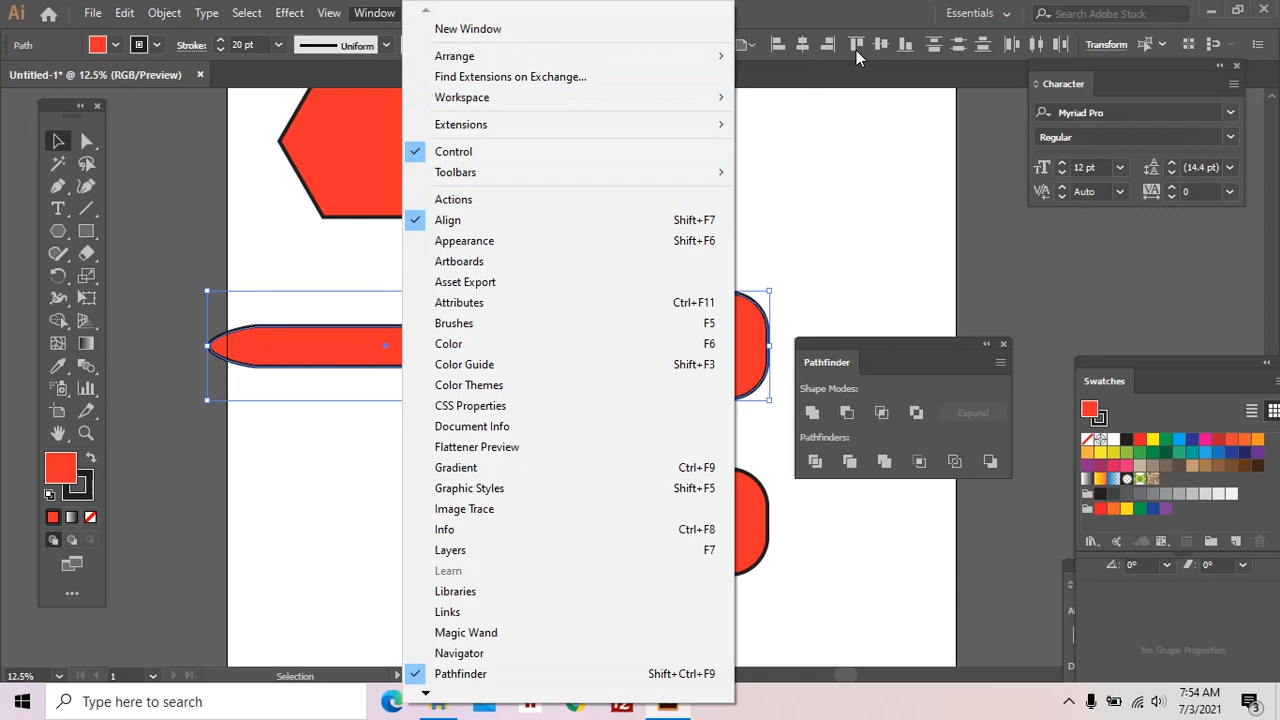 Ai File Edit Object Type Select Effect Window Essentials Search Adobe Stock
Path Stroke: 20 pt Uniform Transform
Untitled-1* @ 12.5% (RGB/Preview)
New Window
Arrange
Find Extensions on Exchange...
Workspace
Extensions
Control
Toolbars
Actions
Align Shift+F7
Appearance Shift+F6
Artboards
Asset Export
Attributes Ctrl+F11
Brushes F5
Color F6
Color Guide Shift+F3
Color Themes
CSS Properties
Document Info
Flattener Preview
Gradient Ctrl+F9
Graphic Styles Shift+F5
Image Trace
Info Ctrl+F8
Layers F7
Learn
Libraries
Links
Magic Wand
Navigator
Pathfinder Shift+Ctrl+F9
Character
Myriad Pro
Regular
12 pt (14.4 pt)
Auto 0
Pathfinder
Shape Modes:
Expand
Pathfinders:
Swatches
0° 0°
No Shape Properties
12.5% 1 Selection
Type here to search
7:54 AM
7/3/2021
3